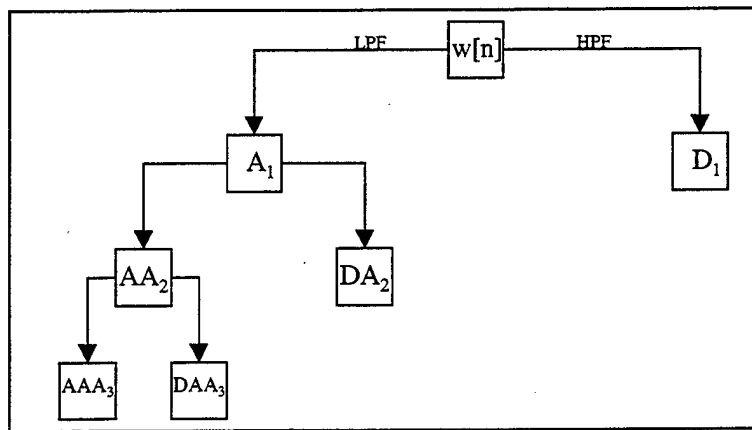 LPF w[n] HPF
A₁ D₁
AA₂ DA₂
AAA₃ DAA₃